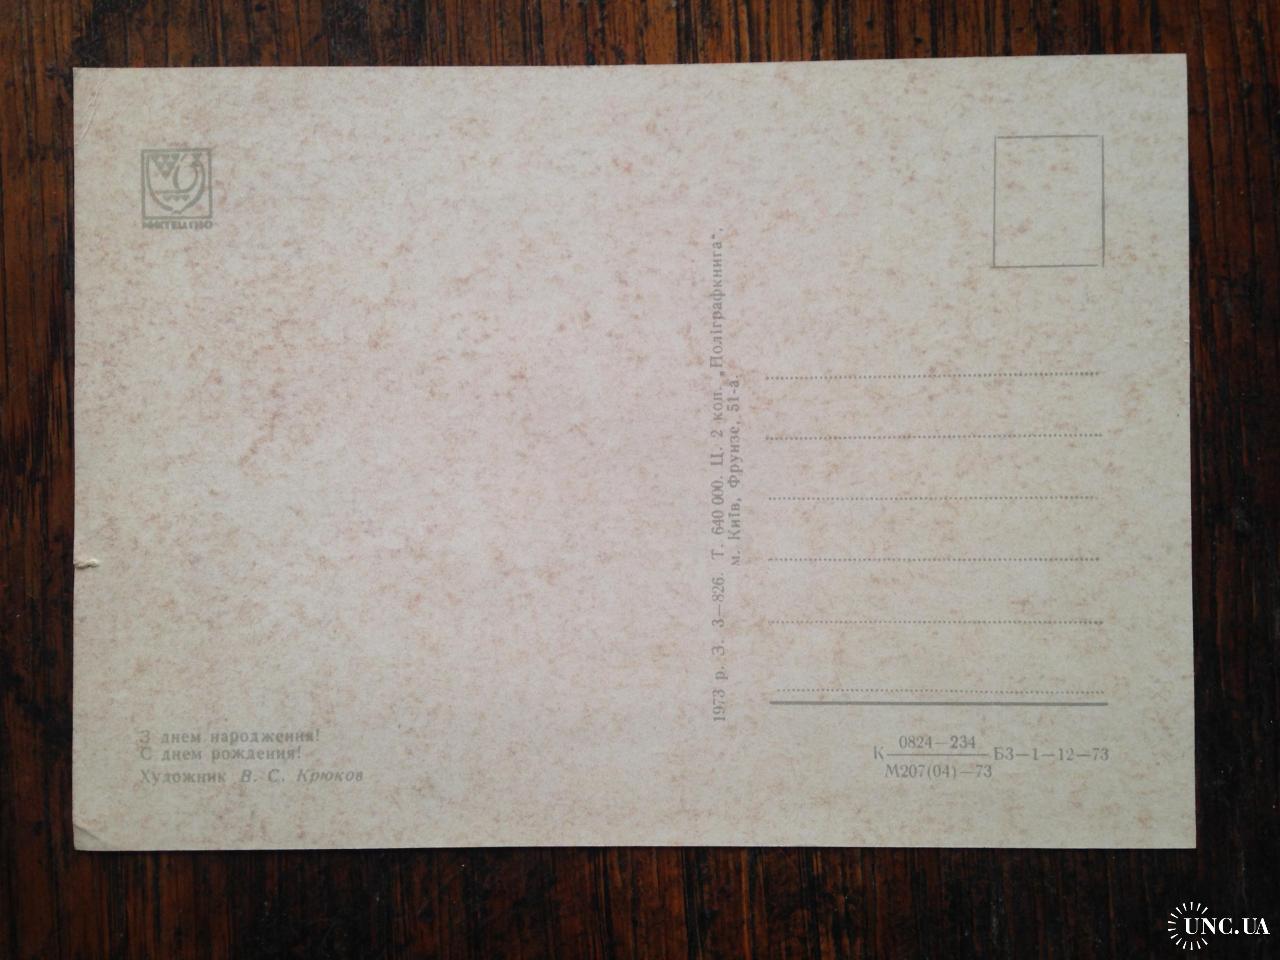 МИСТЕЦТВО
З днем народження!
С днем рождения!
Художник В. С. Крюков
1973 р. З. 3—826. Т. 640 000. Ц. 2 коп. „Поліграфкнига“,
м. Київ, Фрунзе, 51-а.
К 0824—234 БЗ—1—12—73
М207(04)—73
UNC.UA